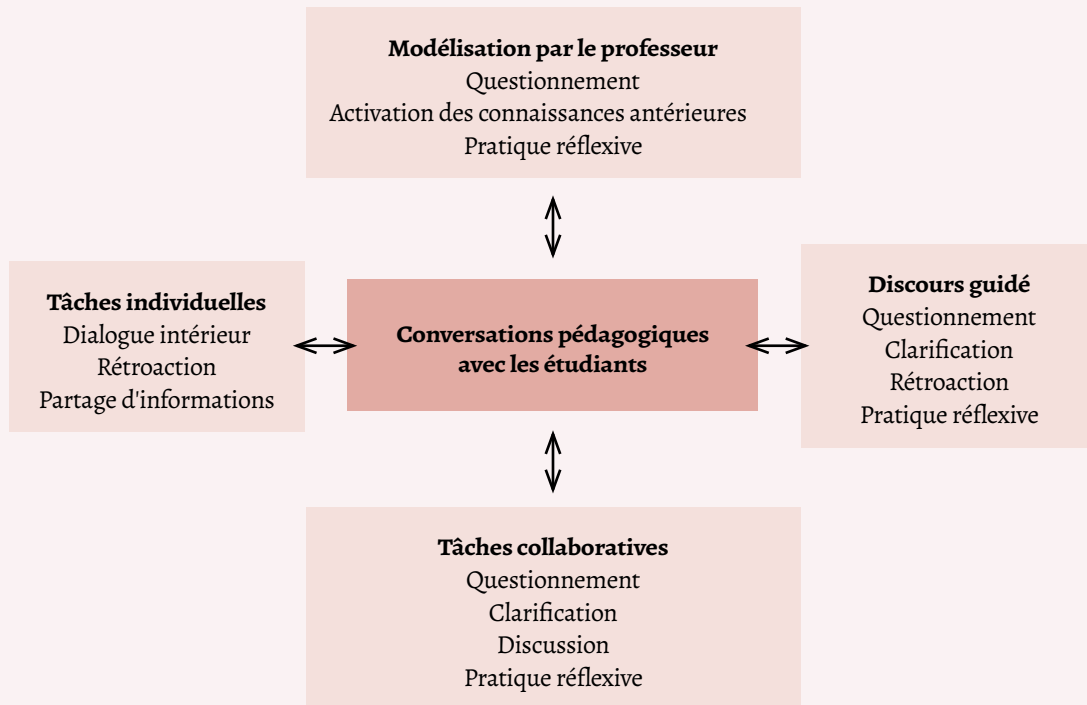 Modélisation par le professeur
Questionnement
Activation des connaissances antérieures
Pratique réflexive
Tâches individuelles
Dialogue intérieur
Rétroaction
Partage d'informations
Conversations pédagogiques
avec les étudiants
Discours guidé
Questionnement
Clarification
Rétroaction
Pratique réflexive
Tâches collaboratives
Questionnement
Clarification
Discussion
Pratique réflexive